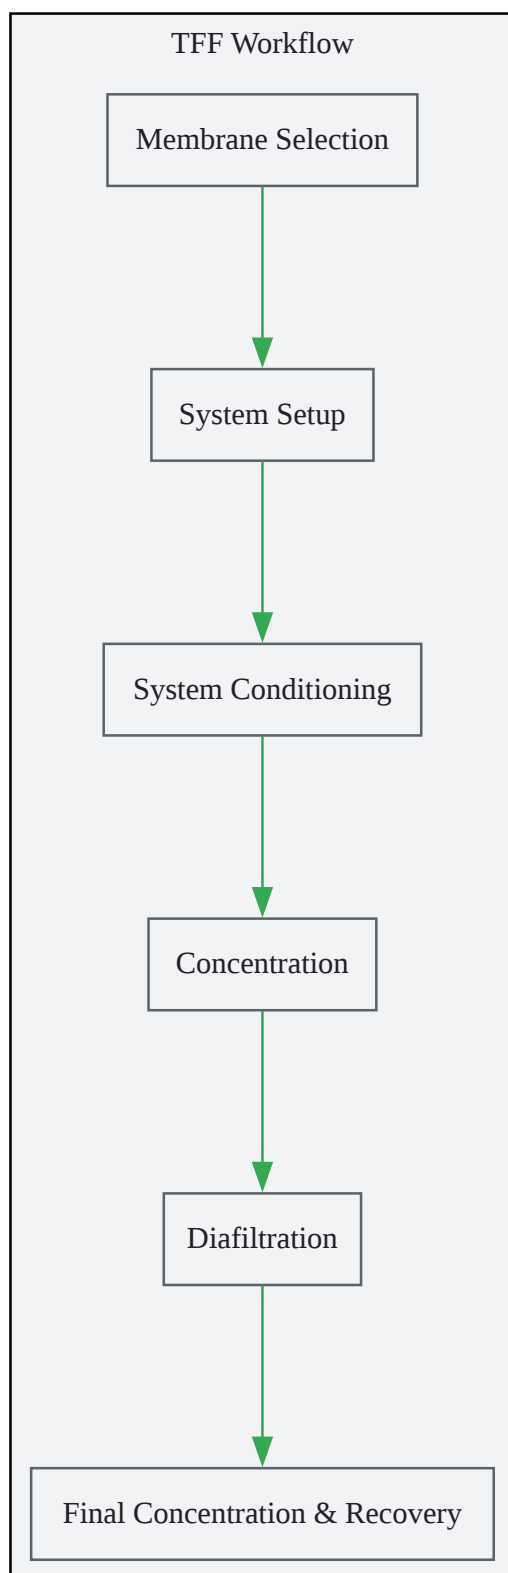 TFF Workflow
Membrane Selection
System Setup
System Conditioning
Concentration
Diafiltration
Final Concentration & Recovery